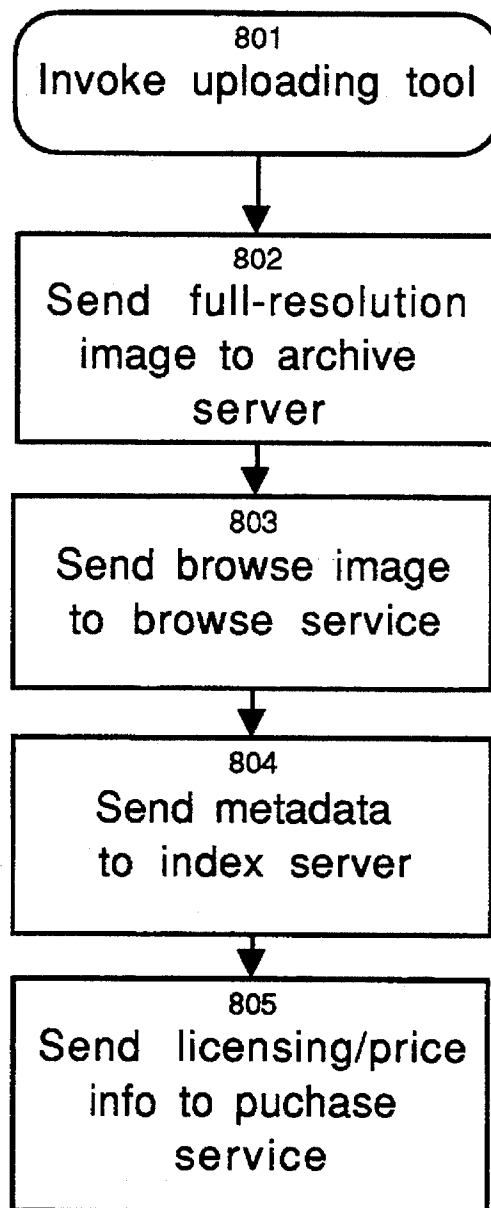 801
Invoke uploading tool
802
Send full-resolution
image to archive
server
803
Send browse image
to browse service
804
Send metadata
to index server
805
Send licensing/price
info to puchase
service